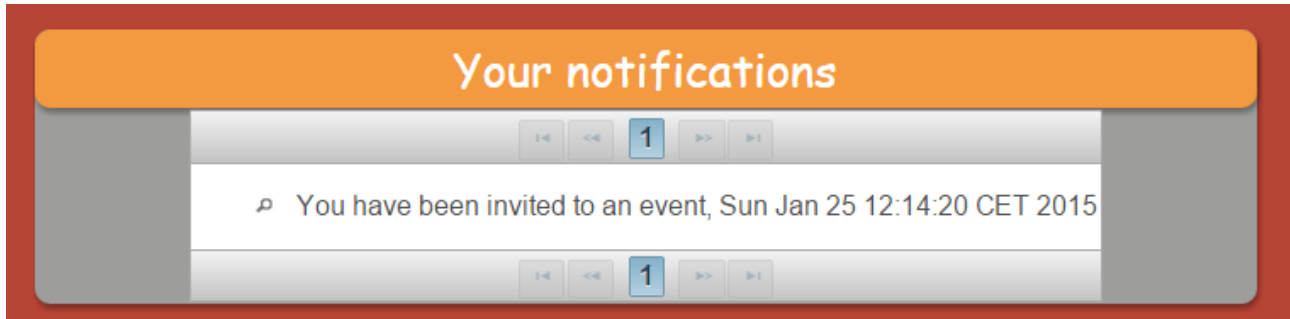 Your notifications
1
You have been invited to an event, Sun Jan 25 12:14:20 CET 2015
1